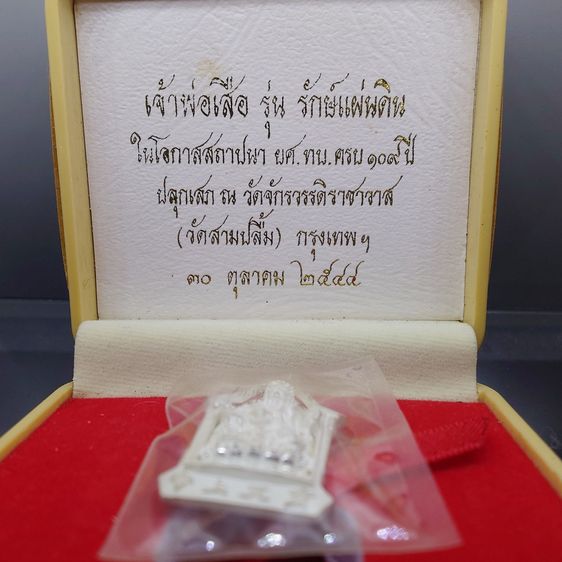 เจ้าพ่อเสือ รุ่น รักษ์แผ่นดิน
ในโอกาสสถาปนา ยศ.ทบ.ครบ ๑๐๙ ปี
ปลุกเสก ณ วัดจักรวรรดิราชาวาส
(วัดสามปลื้ม) กรุงเทพฯ
๓๐ ตุลาคม ๒๕๔๔